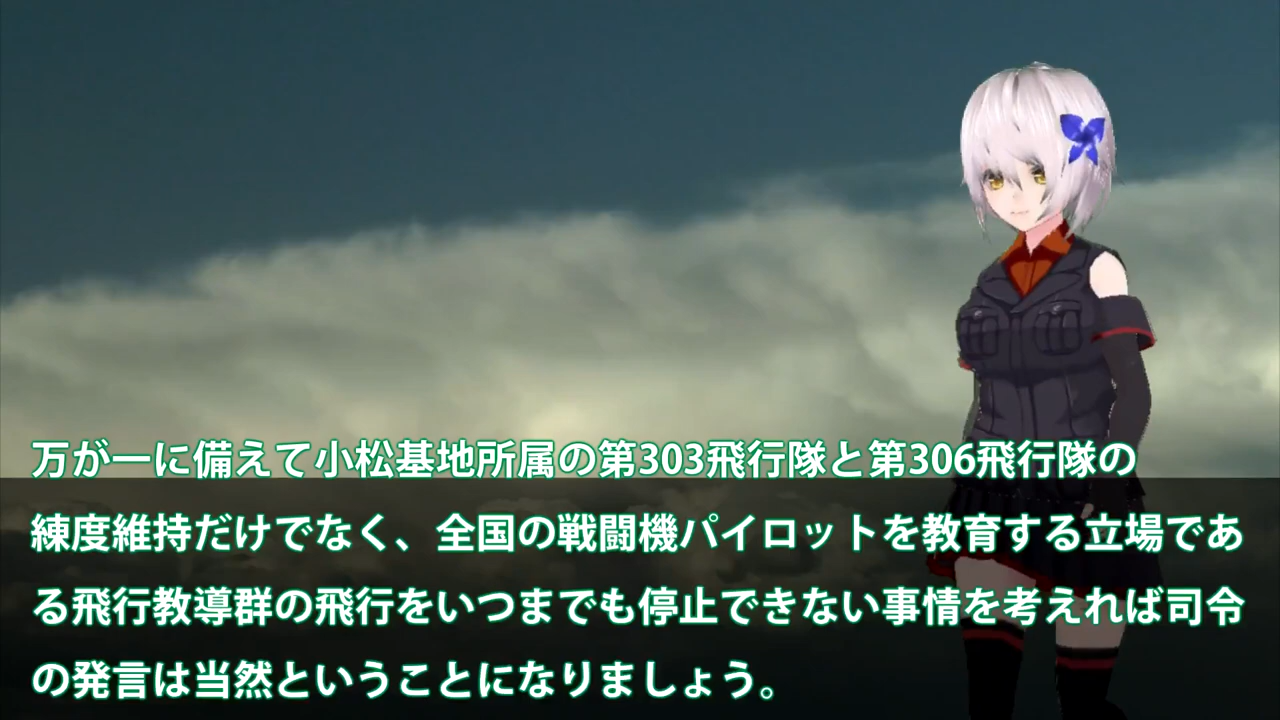 万が一に備えて小松基地所属の第303飛行隊と第306飛行隊の
練度維持だけでなく、全国の戦闘機パイロットを教育する立場であ
る飛行教導群の飛行をいつまでも停止できない事情を考えれば司令
の発言は当然ということになりましょう。